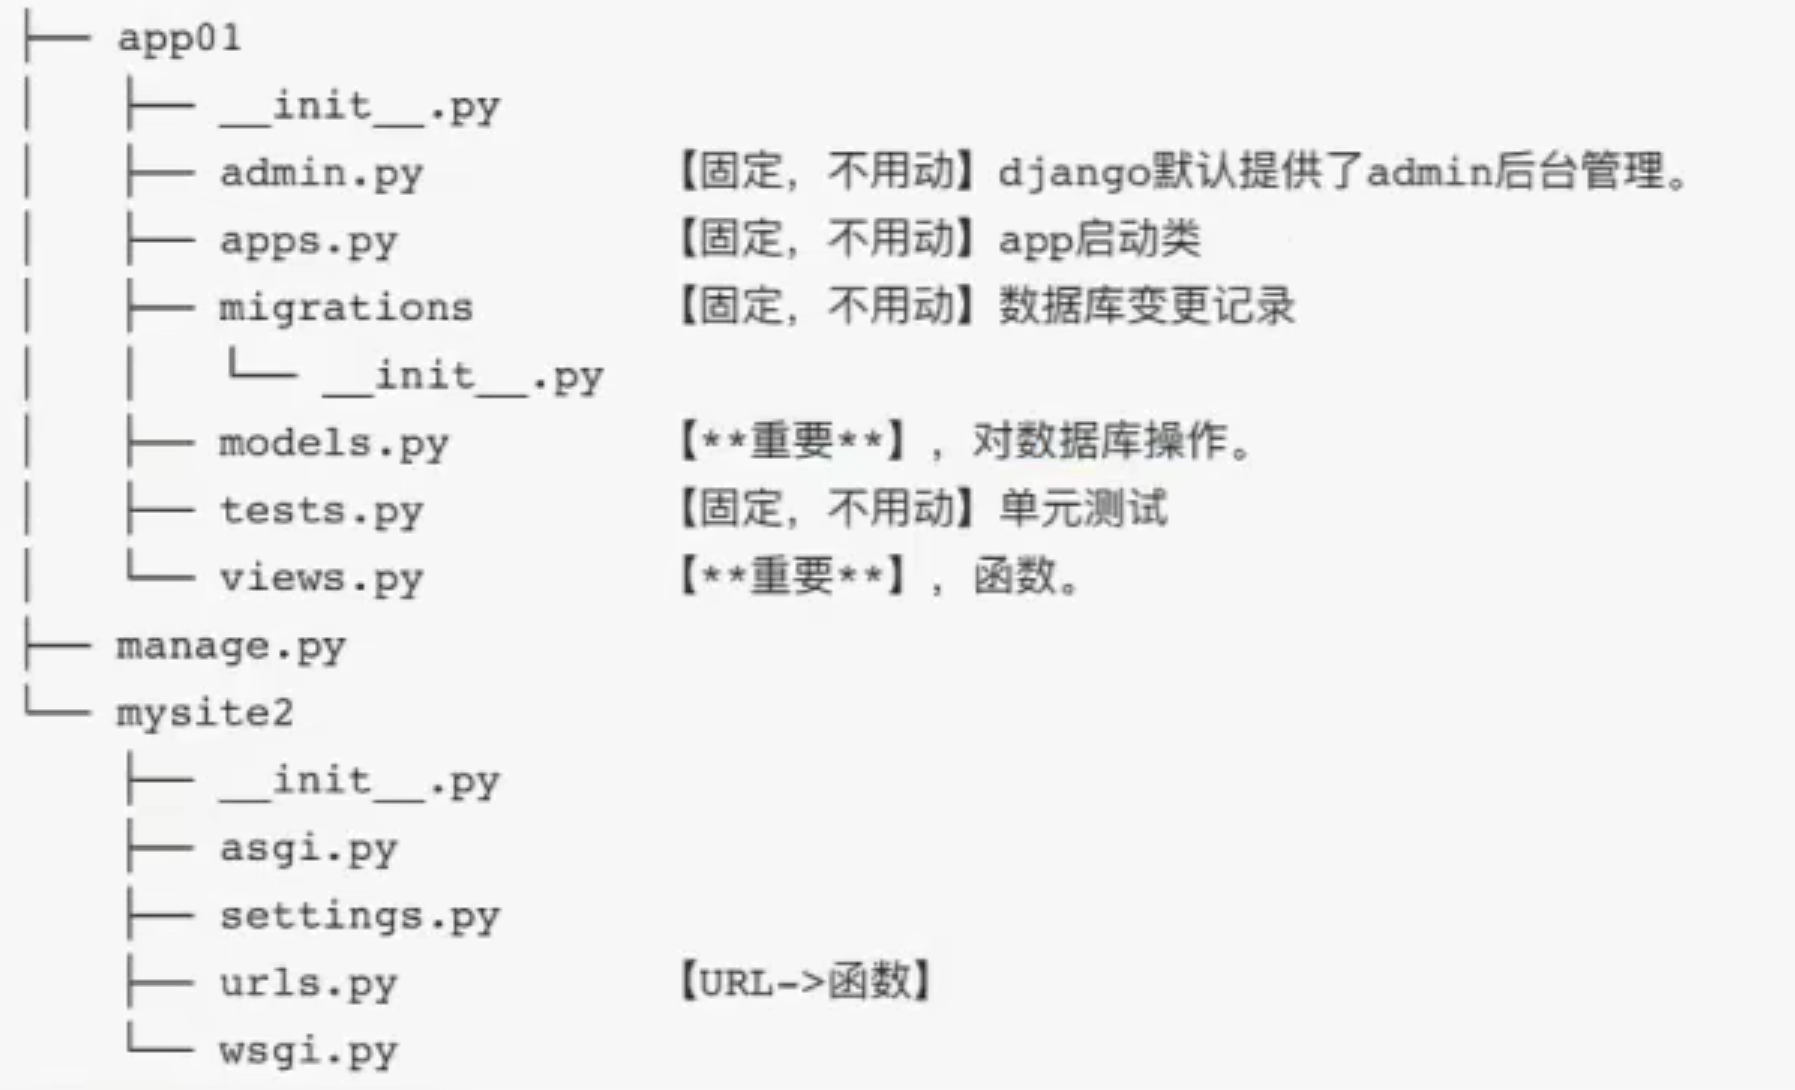 ├── app01
│   ├── __init__.py
│   ├── admin.py         【固定，不用动】django默认提供了admin后台管理。
│   ├── apps.py          【固定，不用动】app启动类
│   ├── migrations       【固定，不用动】数据库变更记录
│   │   └── __init__.py
│   ├── models.py        【**重要**】，对数据库操作。
│   ├── tests.py         【固定，不用动】单元测试
│   └── views.py         【**重要**】，函数。
├── manage.py
└── mysite2
    ├── __init__.py
    ├── asgi.py
    ├── settings.py
    ├── urls.py          【URL->函数】
    └── wsgi.py